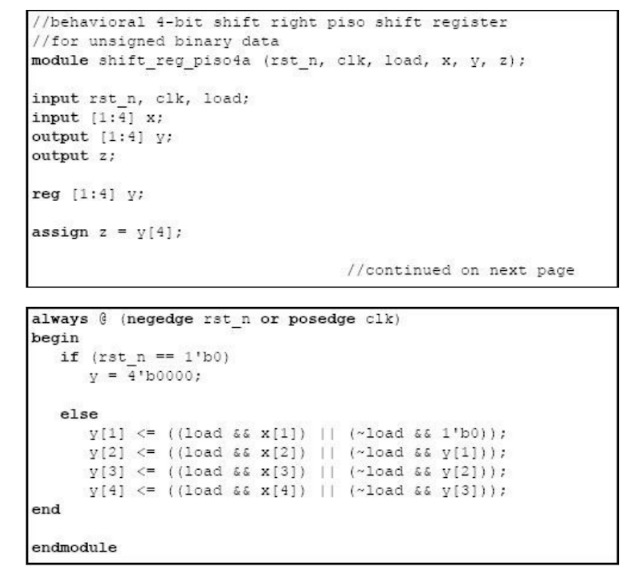 //behavioral 4-bit shift right piso shift register
//for unsigned binary data
module shift_reg_piso4a (rst_n, clk, load, x, y, z);
input rst_n, clk, load;
input [1:4] x;
output [1:4] y;
output z;
reg [1:4] y;
assign z = y[4];
//continued on next page
always @ (negedge rst_n or posedge clk)
begin
if (rst_n == 1'b0)
y = 4'b0000;
else
y[1] <= ((load && x[1]) || (~load && 1'b0));
y[2] <= ((load && x[2]) || (~load && y[1]));
y[3] <= ((load && x[3]) || (~load && y[2]));
y[4] <= ((load && x[4]) || (~load && y[3]));
end
endmodule